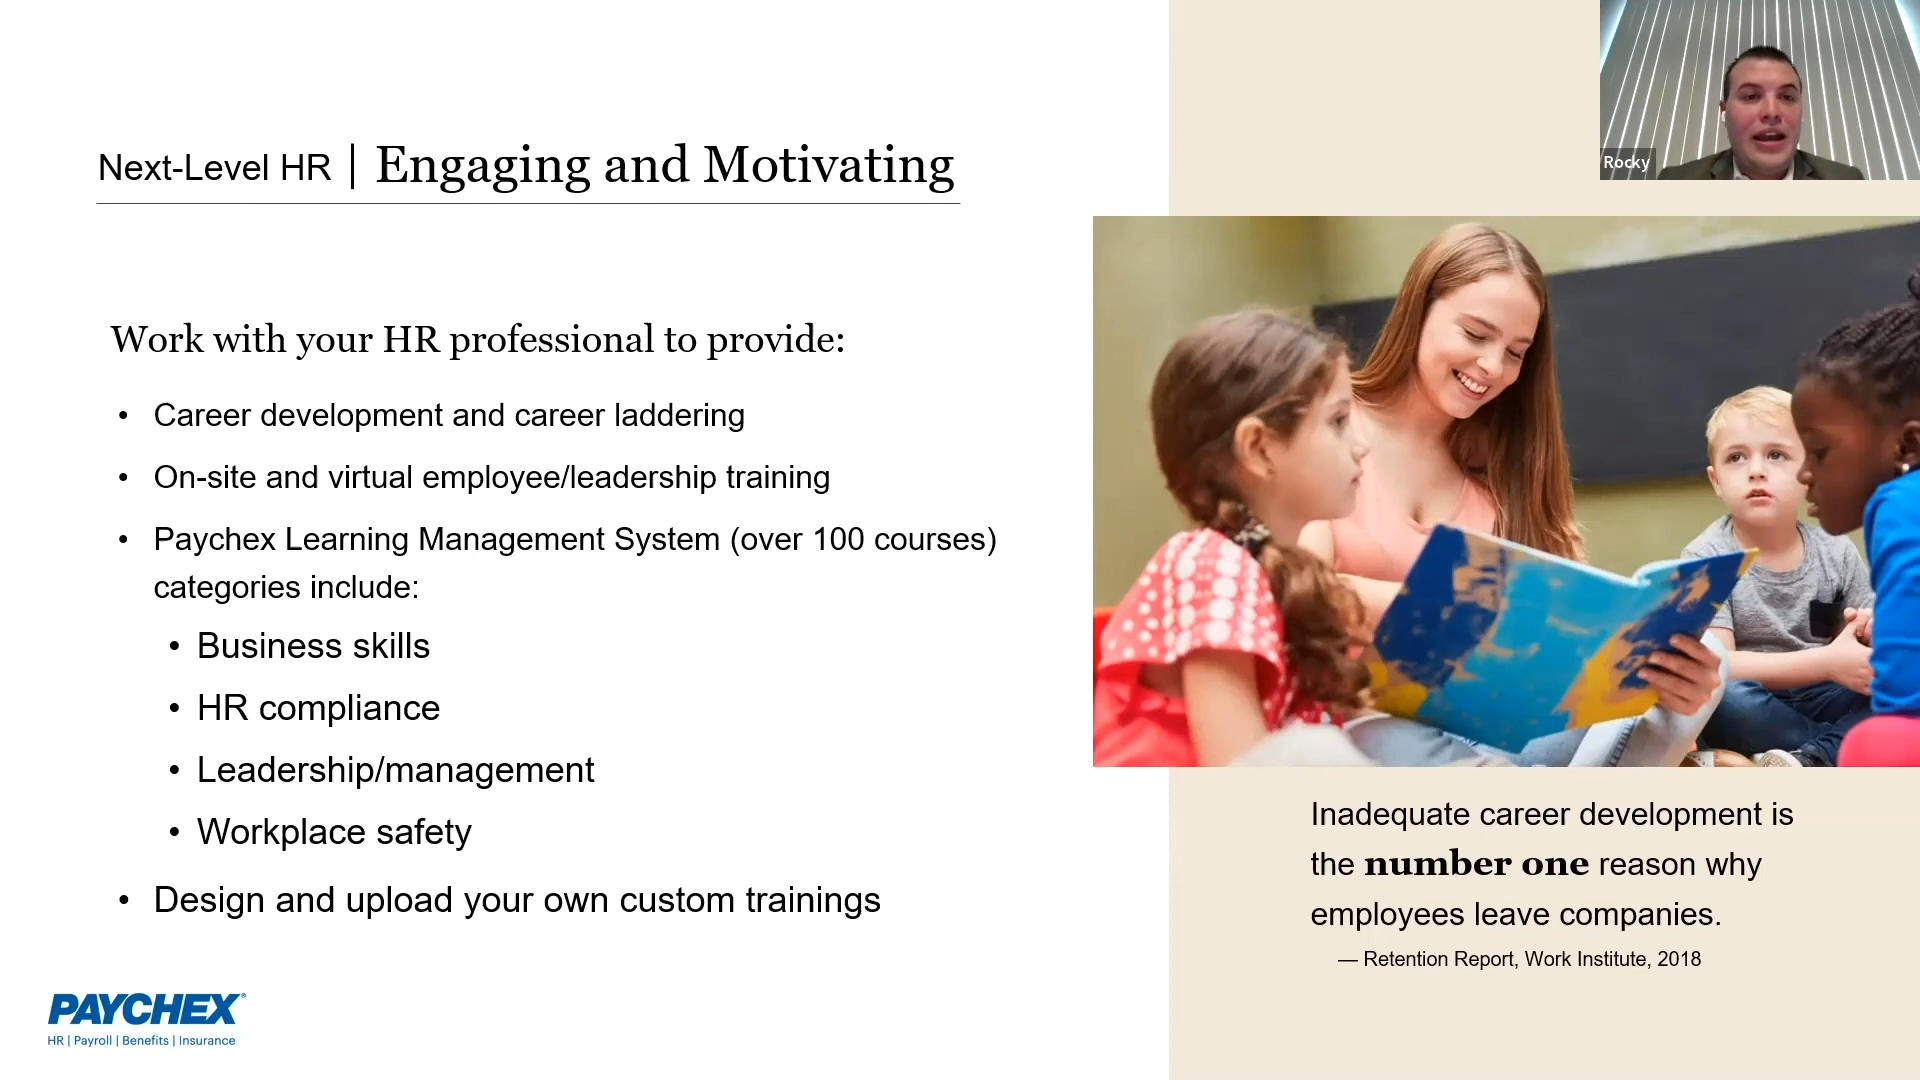 Rocky
Next-Level HR | Engaging and Motivating
Work with your HR professional to provide:
• Career development and career laddering
• On-site and virtual employee/leadership training
• Paychex Learning Management System (over 100 courses)
categories include:
• Business skills
• HR compliance
• Leadership/management
• Workplace safety
• Design and upload your own custom trainings
Inadequate career development is
the number one reason why
employees leave companies.
— Retention Report, Work Institute, 2018
PAYCHEX®
HR | Payroll | Benefits | Insurance